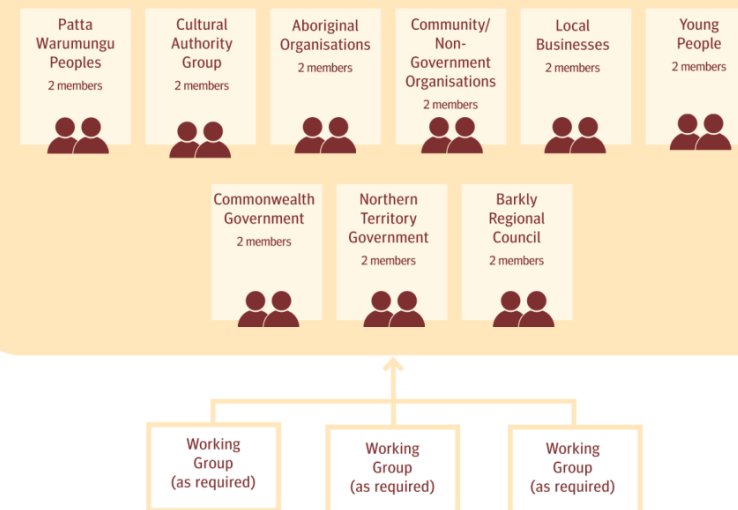 Patta
Warumungu
Peoples
2 members
Cultural
Authority
Group
2 members
Aboriginal
Organisations
2 members
Community/
Non-
Government
Organisations
2 members
Local
Businesses
2 members
Young
People
2 members
Commonwealth
Government
2 members
Northern
Territory
Government
2 members
Barkly
Regional
Council
2 members
Working
Group
(as required)
Working
Group
(as required)
Working
Group
(as required)